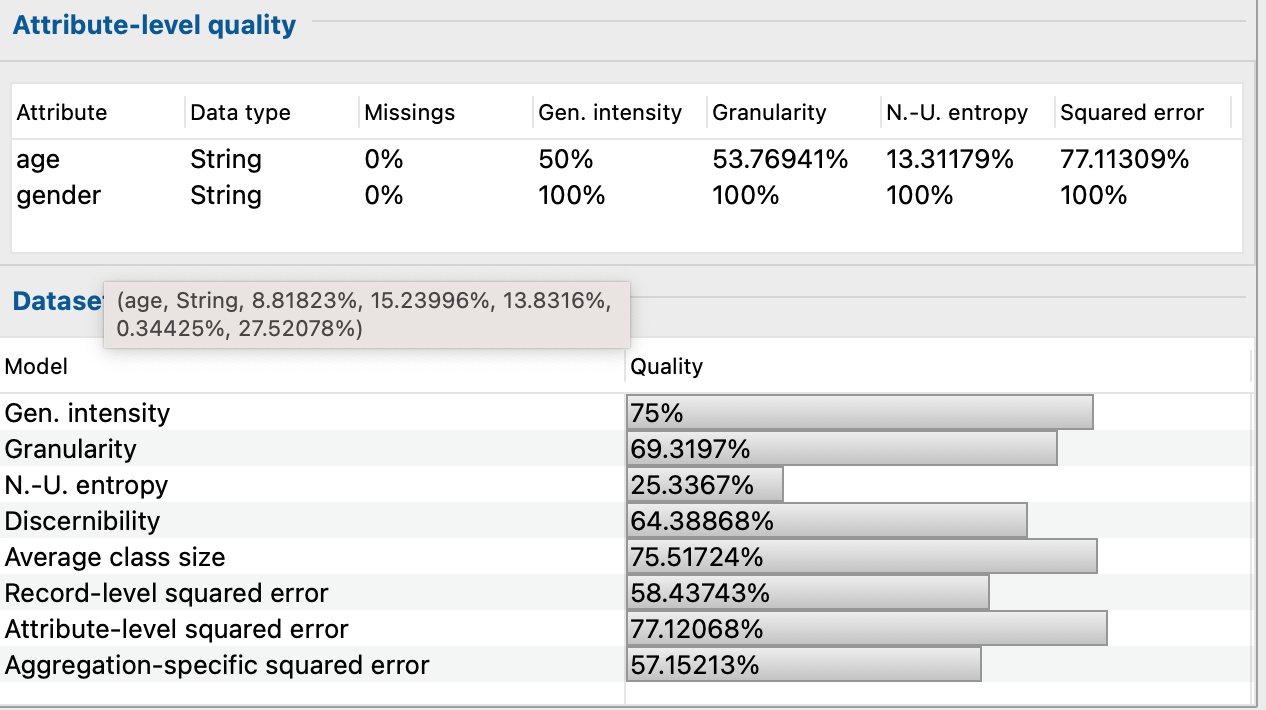 Attribute-level quality
Attribute Data type Missings Gen. intensity Granularity N.-U. entropy Squared error
age String 0% 50% 53.76941% 13.31179% 77.11309%
gender String 0% 100% 100% 100% 100%
Datase
(age, String, 8.81823%, 15.23996%, 13.8316%,
0.34425%, 27.52078%)
Model Quality
Gen. intensity 75%
Granularity 69.3197%
N.-U. entropy 25.3367%
Discernibility 64.38868%
Average class size 75.51724%
Record-level squared error 58.43743%
Attribute-level squared error 77.12068%
Aggregation-specific squared error 57.15213%